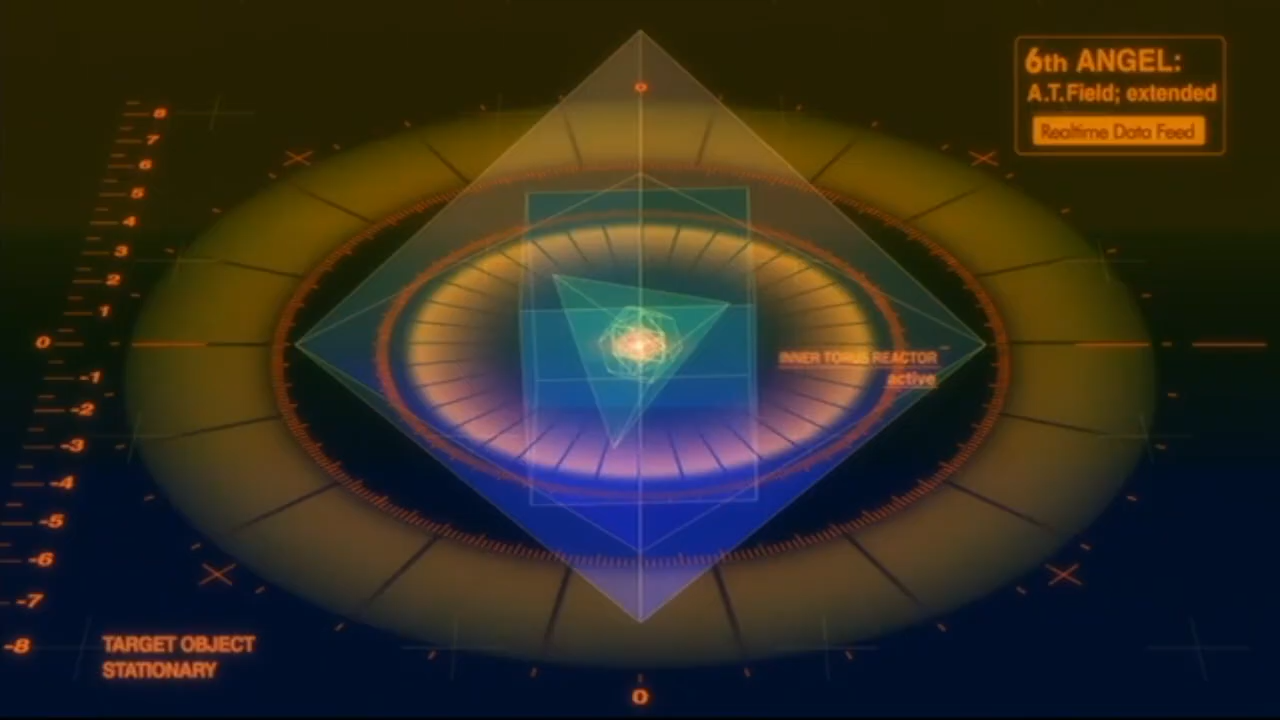 6th ANGEL:
A.T.Field; extended
Realtime Data Feed
0
8
7
6
5
4
3
2
1
0
-1
-2
-3
-4
-5
-6
-7
-8
INNER TORUS REACTOR
active
TARGET OBJECT
STATIONARY
0